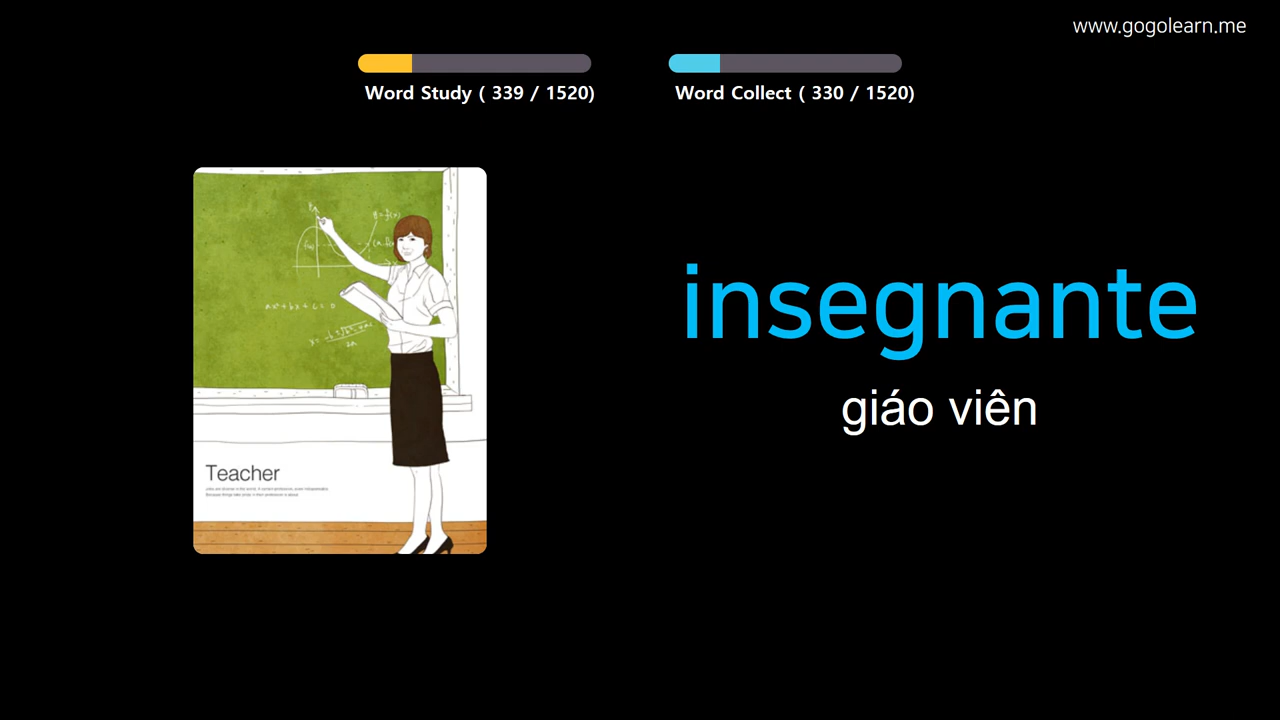 www.gogolearn.me
Word Study ( 339 / 1520)
Word Collect ( 330 / 1520)
insegnante
giáo viên
Teacher